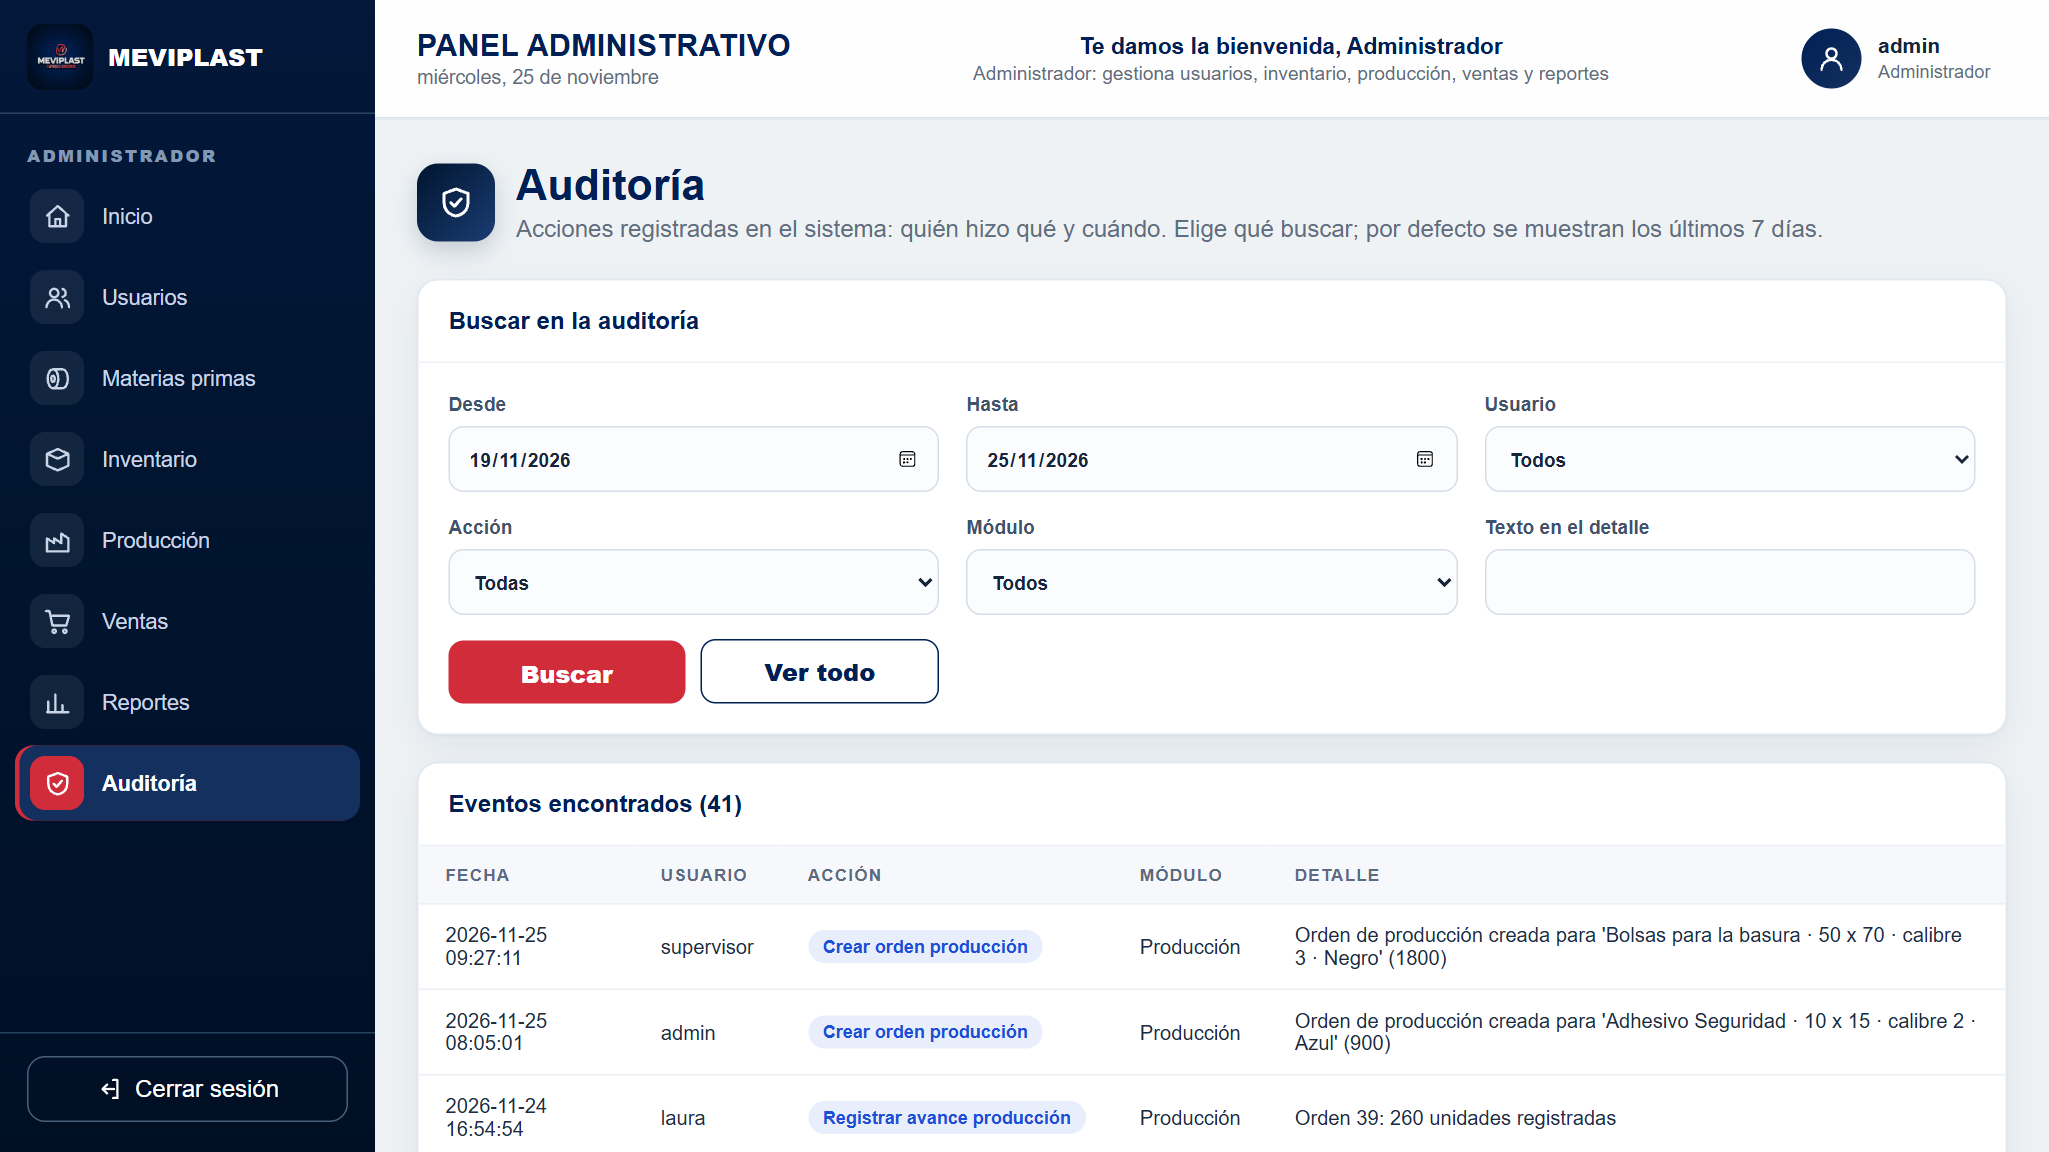 MEVIPLAST
MEVIPLAST
ADMINISTRADOR
Inicio
Usuarios
Materias primas
Inventario
Producción
Ventas
Reportes
Auditoría
Cerrar sesión
PANEL ADMINISTRATIVO
miércoles, 25 de noviembre
Te damos la bienvenida, Administrador
Administrador: gestiona usuarios, inventario, producción, ventas y reportes
admin
Administrador
Auditoría
Acciones registradas en el sistema: quién hizo qué y cuándo. Elige qué buscar; por defecto se muestran los últimos 7 días.
Buscar en la auditoría
Desde Hasta Usuario
19/11/2026 25/11/2026 Todos
Acción Módulo Texto en el detalle
Todas Todos
Buscar Ver todo
Eventos encontrados (41)
FECHA USUARIO ACCIÓN MÓDULO DETALLE
2026-11-25 09:27:11 supervisor Crear orden producción Producción Orden de producción creada para 'Bolsas para la basura · 50 x 70 · calibre 3 · Negro' (1800)
2026-11-25 08:05:01 admin Crear orden producción Producción Orden de producción creada para 'Adhesivo Seguridad · 10 x 15 · calibre 2 · Azul' (900)
2026-11-24 16:54:54 laura Registrar avance producción Producción Orden 39: 260 unidades registradas